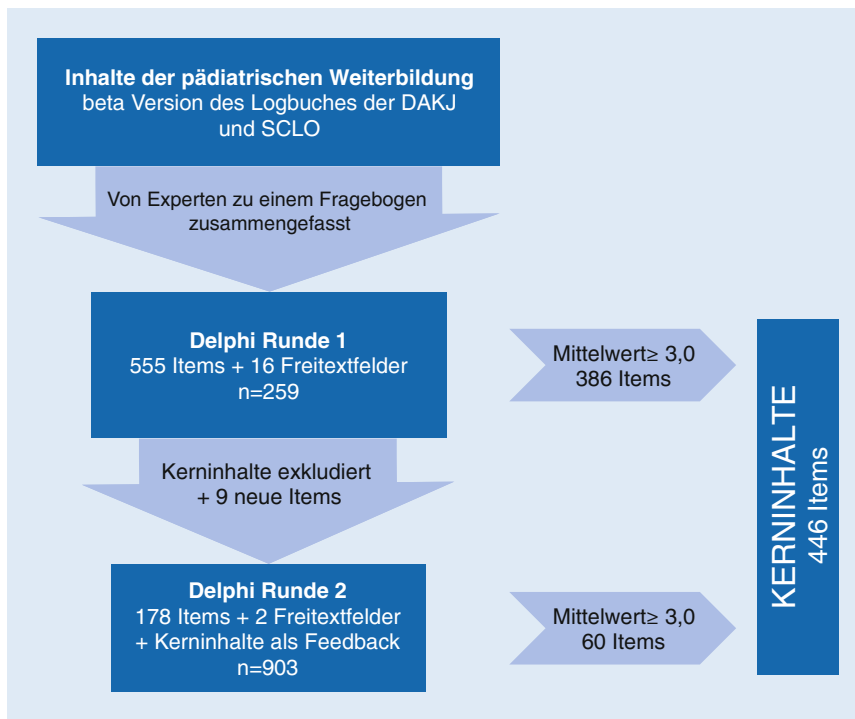 Inhalte der pädiatrischen Weiterbildung
beta Version des Logbuches der DAKJ
und SCLO
Von Experten zu einem Fragebogen
zusammengefasst
Delphi Runde 1
555 Items + 16 Freitextfelder
n=259
Mittelwert≥ 3,0
386 Items
Kerninhalte exkludiert
+ 9 neue Items
Delphi Runde 2
178 Items + 2 Freitextfelder
+ Kerninhalte als Feedback
n=903
Mittelwert≥ 3,0
60 Items
KERNINHALTE
446 Items